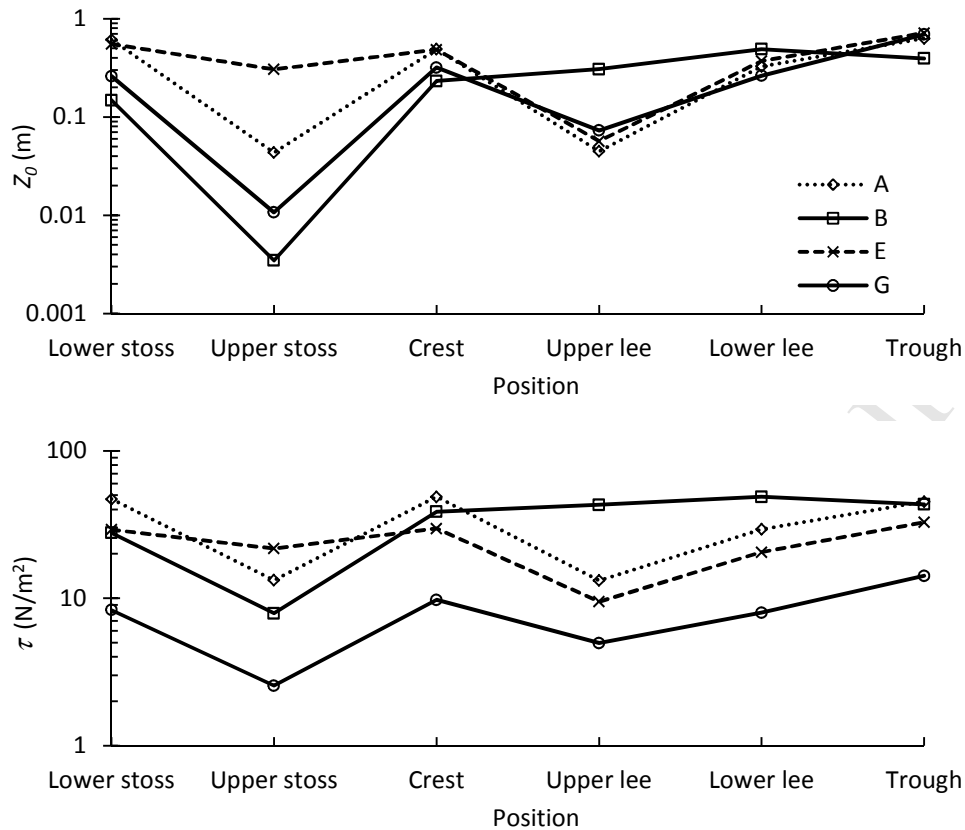 1
0.1
0.01
0.001
Z0 (m)
A
B
E
G
Lower stoss Upper stoss Crest Upper lee Lower lee Trough
Position
100
10
1
τ (N/m²)
Lower stoss Upper stoss Crest Upper lee Lower lee Trough
Position